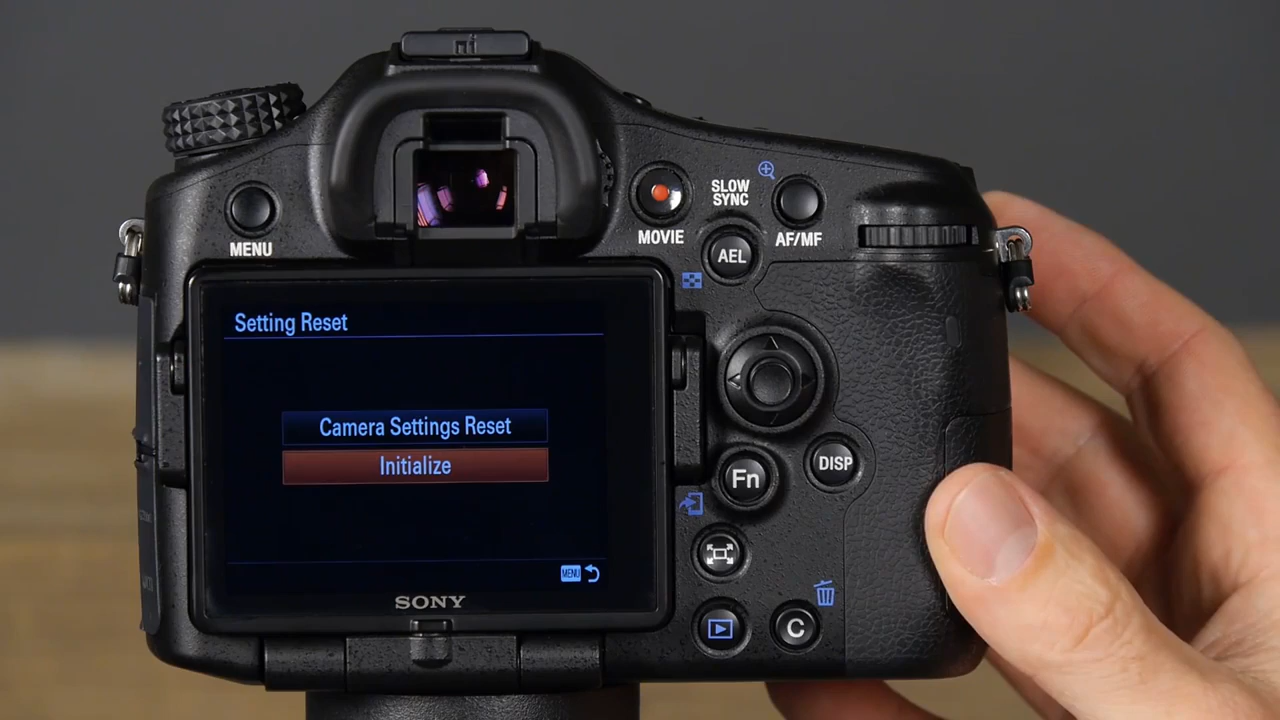 SLOW
SYNC
MOVIE
AF/MF
MENU
AEL
Setting Reset
Camera Settings Reset
Initialize
MENU
DISP
Fn
SONY
C